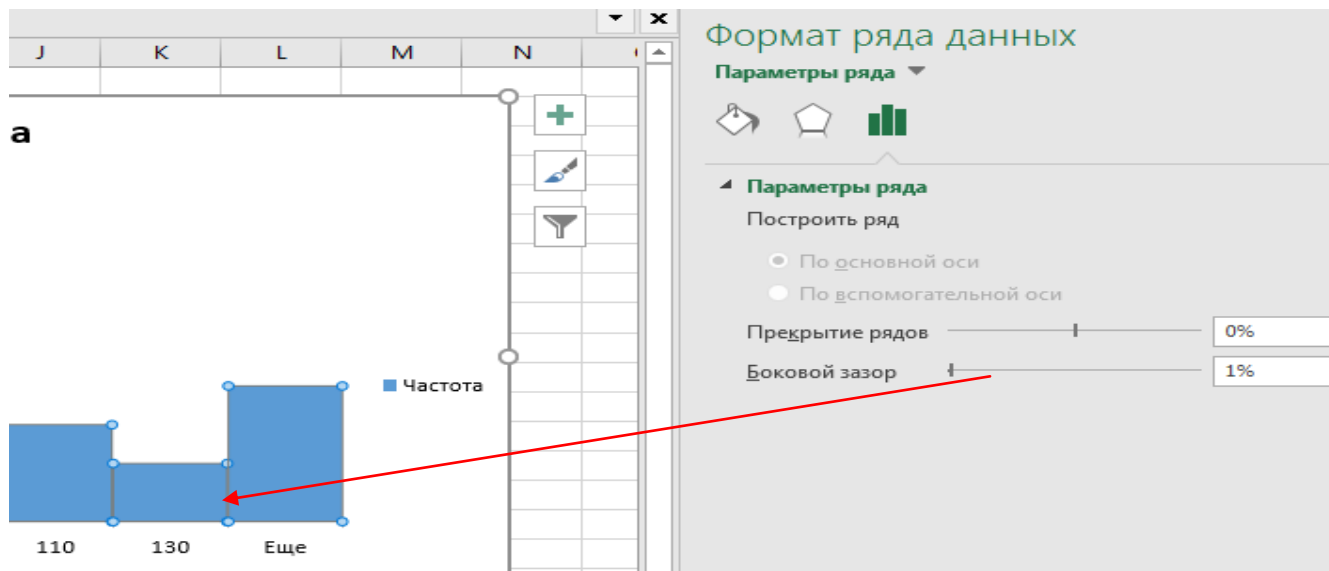 Формат ряда данных
Параметры ряда
J K L M N
а
Параметры ряда
Построить ряд
По основной оси
По вспомогательной оси
Прекрытие рядов 0%
Боковой зазор 1%
Частота
110 130 Еще